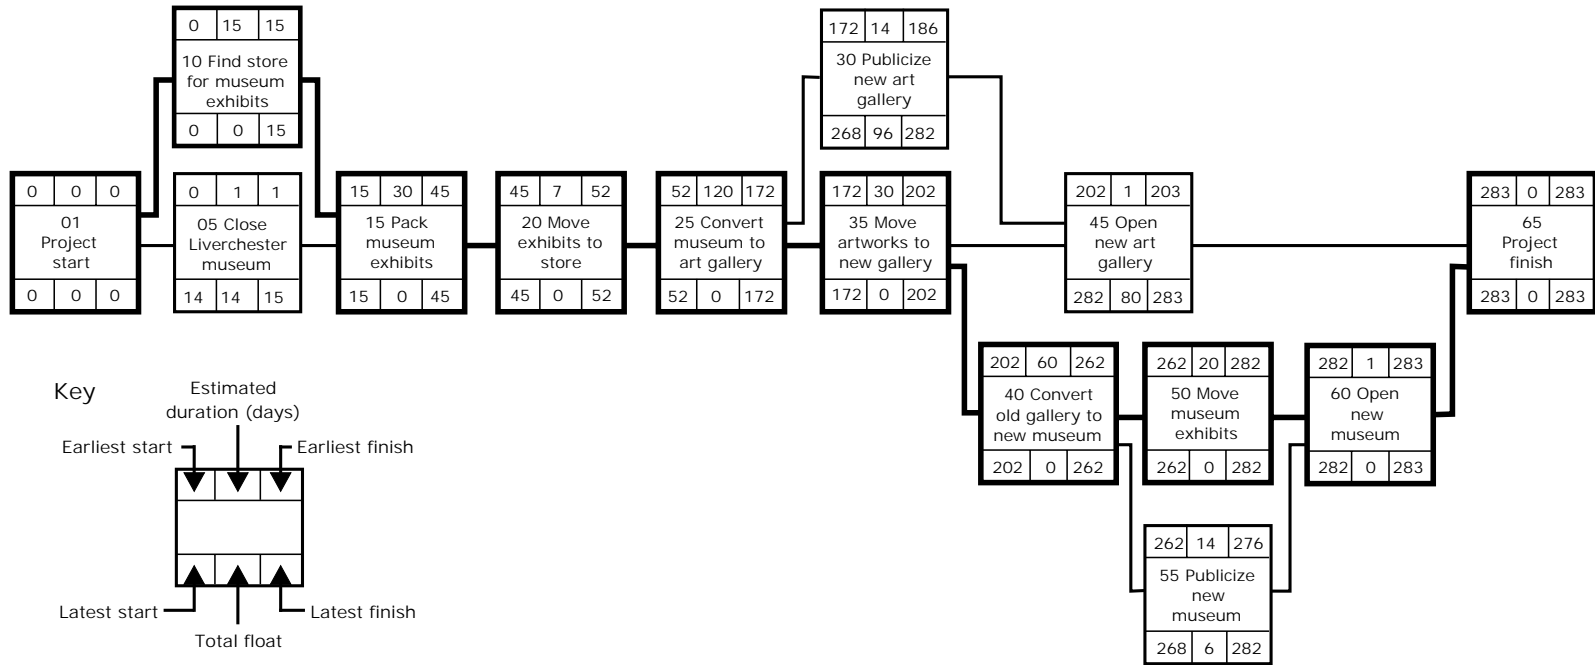 0 15 15
10 Find store
for museum
exhibits
0 0 15
172 14 186
30 Publicize
new art
gallery
268 96 282
0 0 0
01
Project
start
0 0 0
0 1 1
05 Close
Liverchester
museum
14 14 15
15 30 45
15 Pack
museum
exhibits
15 0 45
45 7 52
20 Move
exhibits to
store
45 0 52
52 120 172
25 Convert
museum to
art gallery
52 0 172
172 30 202
35 Move
artworks to
new gallery
172 0 202
202 1 203
45 Open
new art
gallery
282 80 283
283 0 283
65
Project
finish
283 0 283
202 60 262
40 Convert
old gallery to
new museum
202 0 262
262 20 282
50 Move
museum
exhibits
262 0 282
282 1 283
60 Open
new
museum
282 0 283
262 14 276
55 Publicize
new
museum
268 6 282
Key
Estimated
duration (days)
Earliest start
Earliest finish
Latest start
Latest finish
Total float